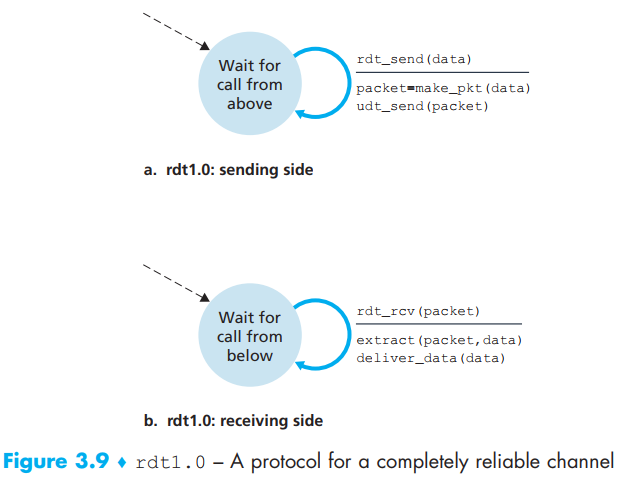 Wait for
call from
above
rdt_send(data)
packet=make_pkt(data)
udt_send(packet)
a. rdt1.0: sending side
Wait for
call from
below
rdt_rcv(packet)
extract(packet,data)
deliver_data(data)
b. rdt1.0: receiving side
Figure 3.9 ♦ rdt1.0 – A protocol for a completely reliable channel